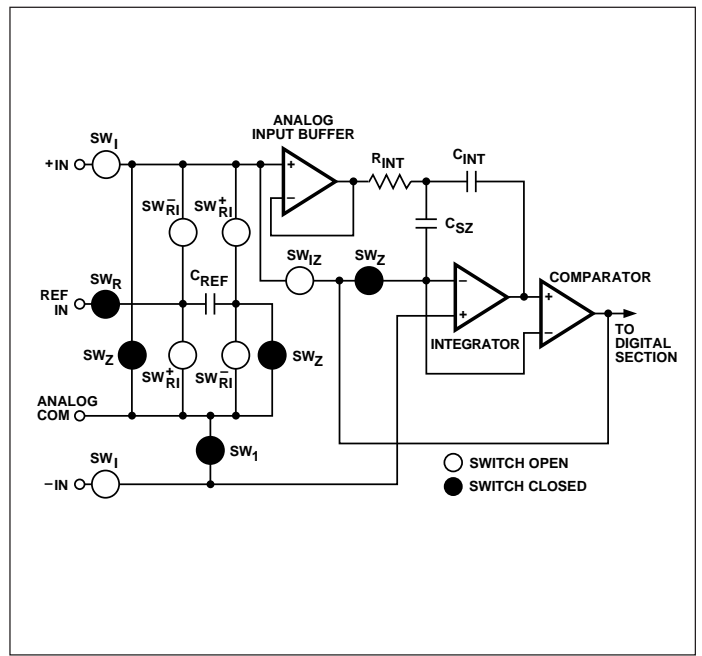 ANALOG
INPUT BUFFER
SWI
+IN
RINT
CINT
SW−RI
SW+RI
CSZ
CREF
SWIZ
SWZ
COMPARATOR
SWR
REF
IN
−
+
INTEGRATOR
+
−
TO
DIGITAL
SECTION
SWZ
SW+RI
SW−RI
SWZ
ANALOG
COM
SWI
SW1
−IN
SWITCH OPEN
SWITCH CLOSED
+
−